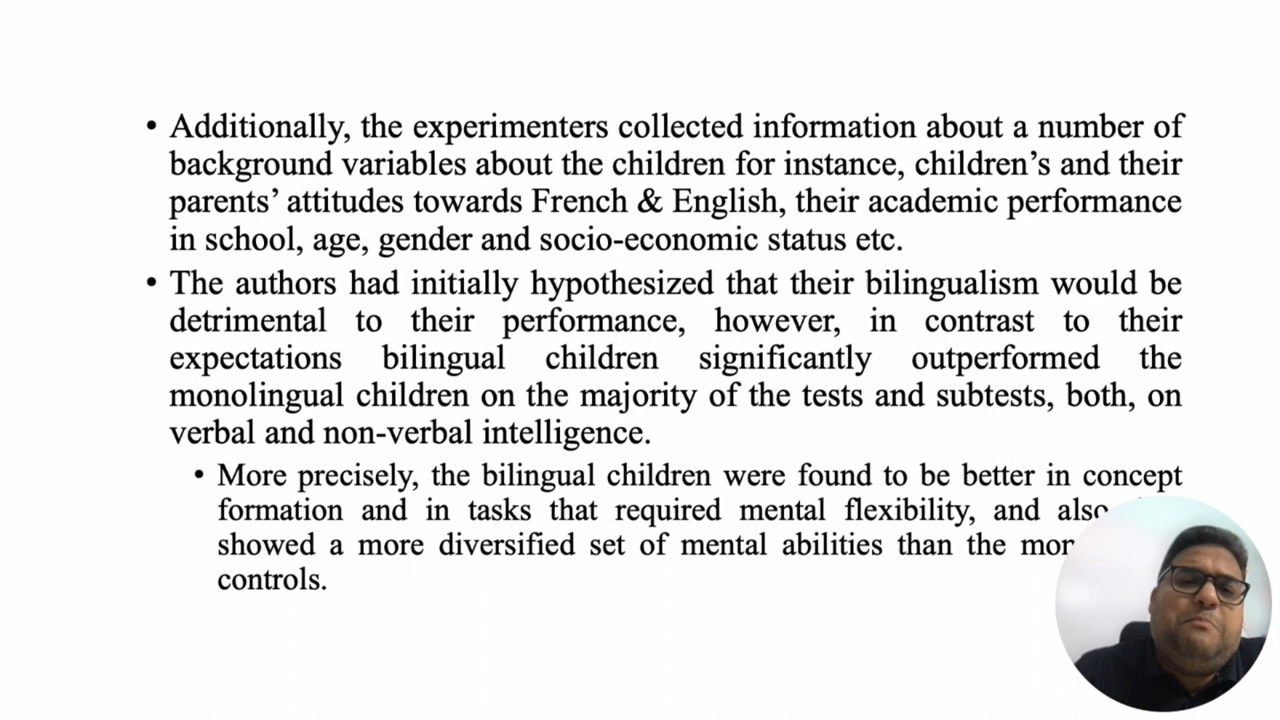 • Additionally, the experimenters collected information about a number of
background variables about the children for instance, children’s and their
parents’ attitudes towards French & English, their academic performance
in school, age, gender and socio-economic status etc.
• The authors had initially hypothesized that their bilingualism would be
detrimental to their performance, however, in contrast to their
expectations bilingual children significantly outperformed the
monolingual children on the majority of the tests and subtests, both, on
verbal and non-verbal intelligence.
• More precisely, the bilingual children were found to be better in concept
formation and in tasks that required mental flexibility, and also
showed a more diversified set of mental abilities than the
controls.